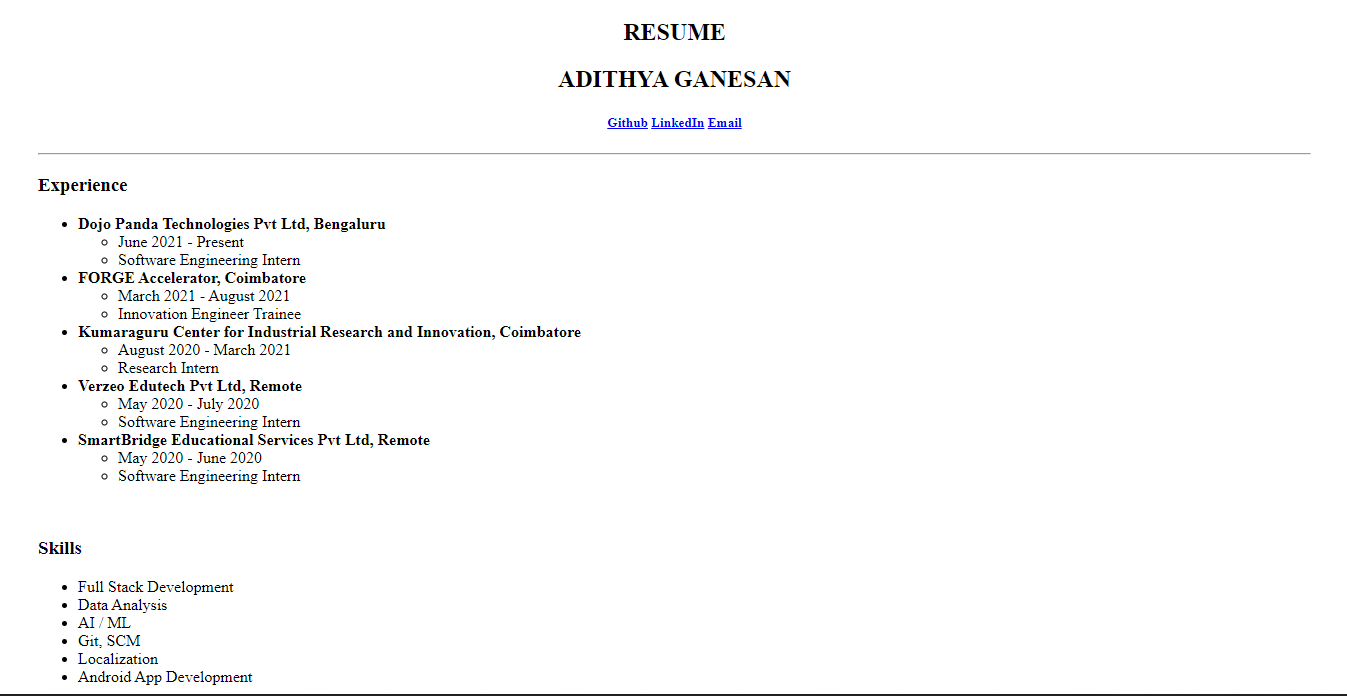 RESUME
ADITHYA GANESAN
Github LinkedIn Email
Experience
Dojo Panda Technologies Pvt Ltd, Bengaluru
June 2021 - Present
Software Engineering Intern
FORGE Accelerator, Coimbatore
March 2021 - August 2021
Innovation Engineer Trainee
Kumaraguru Center for Industrial Research and Innovation, Coimbatore
August 2020 - March 2021
Research Intern
Verzeo Edutech Pvt Ltd, Remote
May 2020 - July 2020
Software Engineering Intern
SmartBridge Educational Services Pvt Ltd, Remote
May 2020 - June 2020
Software Engineering Intern
Skills
Full Stack Development
Data Analysis
AI / ML
Git, SCM
Localization
Android App Development